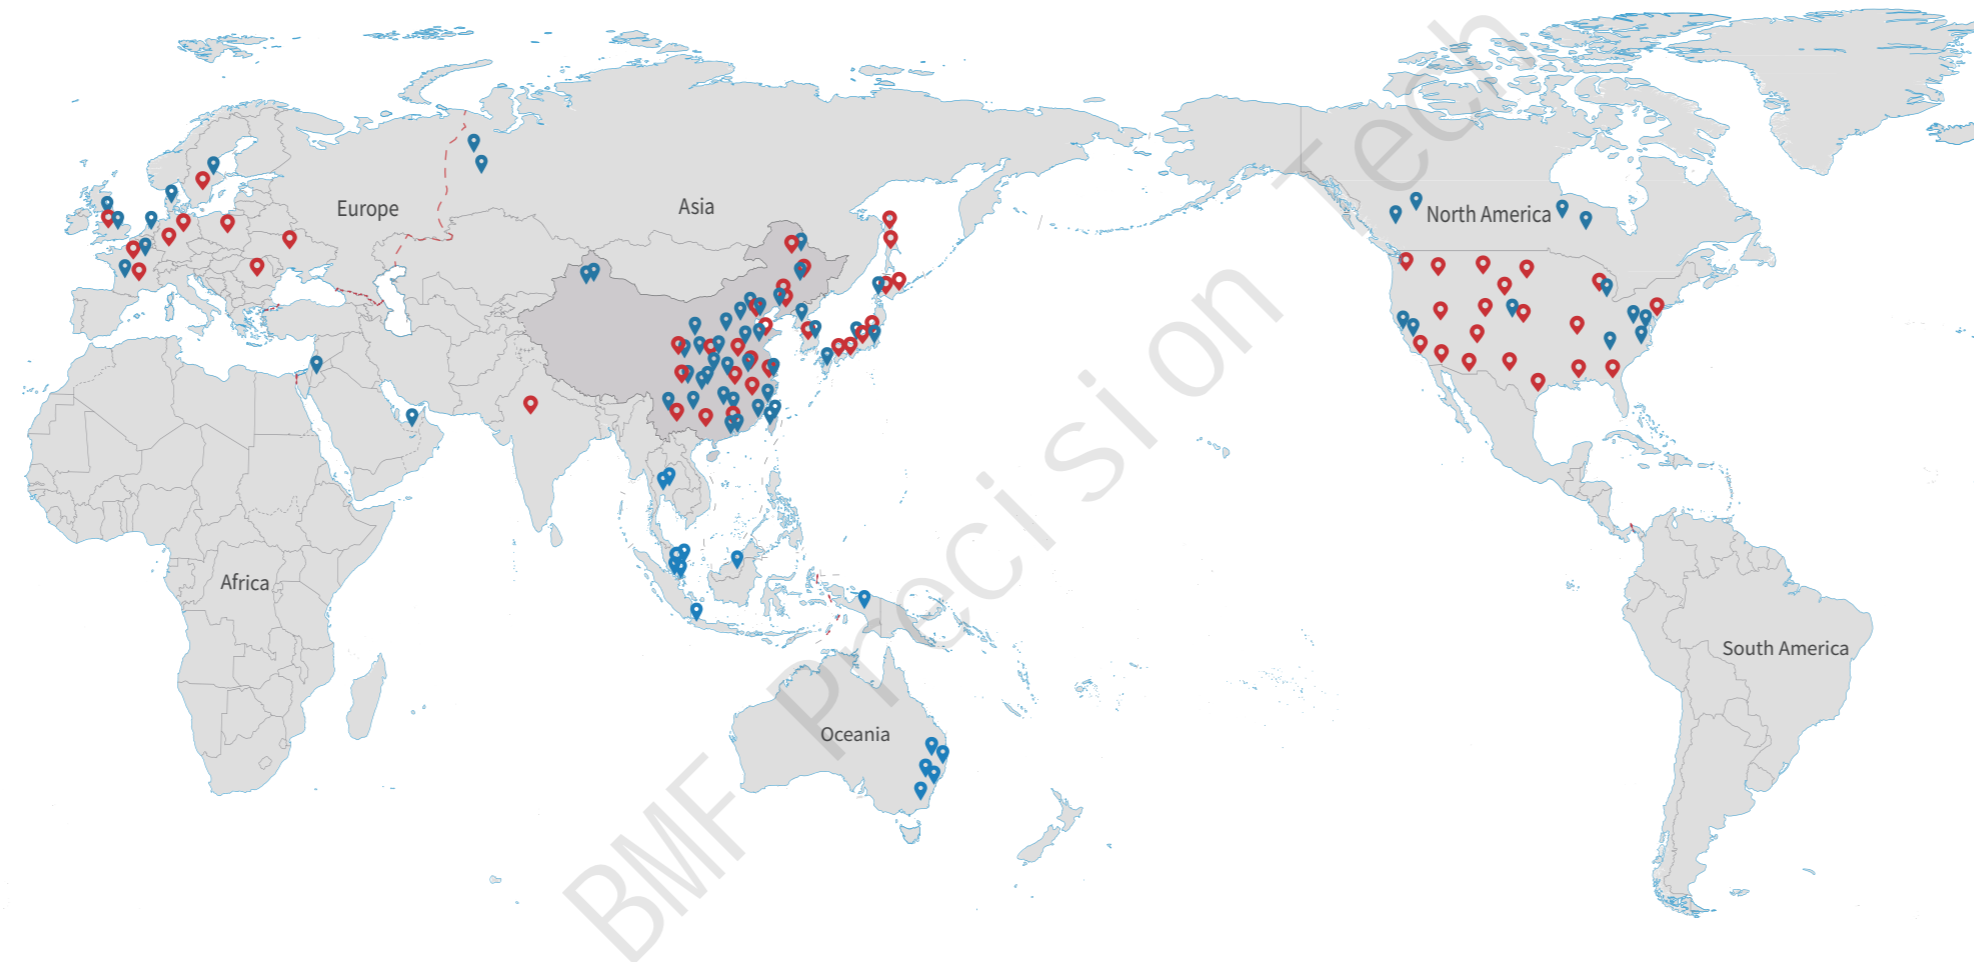 Europe
Asia
North America
Africa
South America
Oceania
BMF Precision Tech